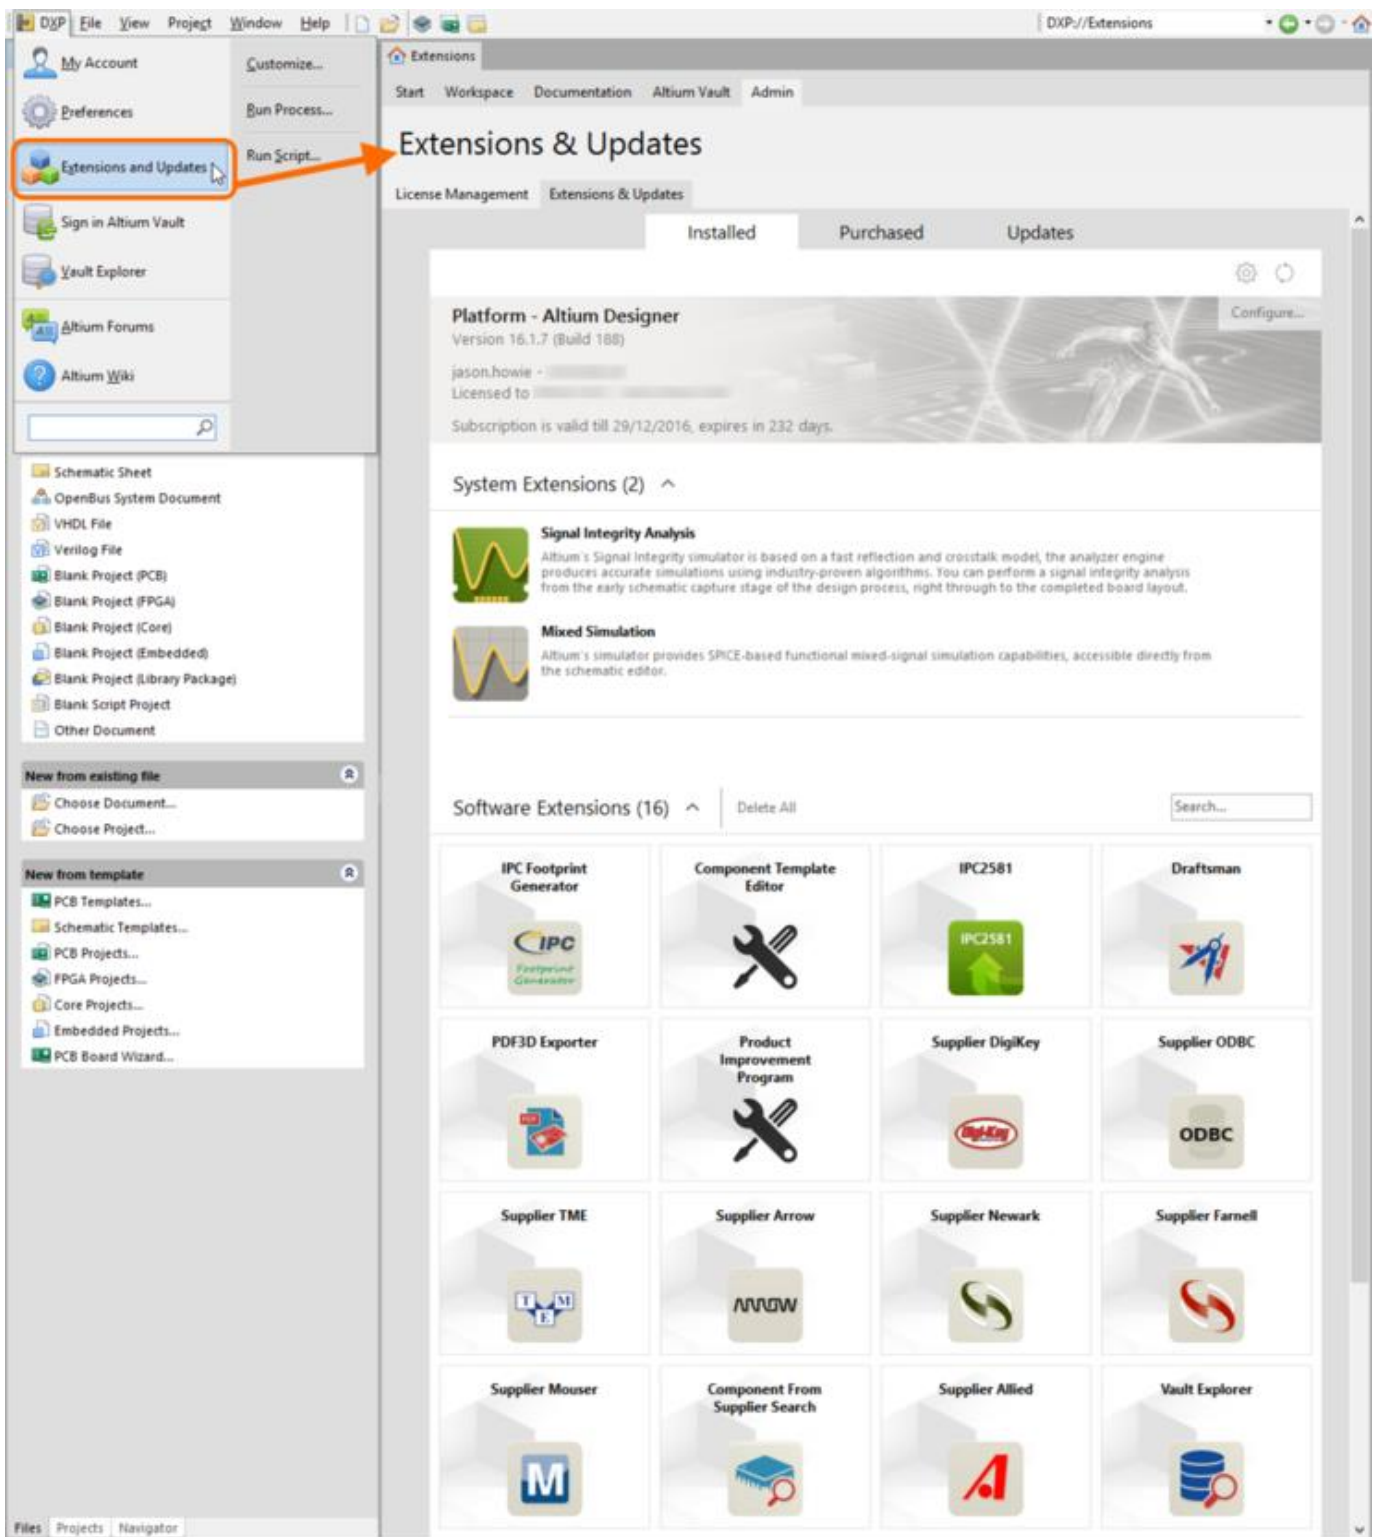 DXP File View Project Window Help DXP://Extensions
My Account
Preferences
Extensions and Updates
Sign in Altium Vault
Vault Explorer
Altium Forums
Altium Wiki
Customize...
Run Process...
Run Script...
Schematic Sheet
OpenBus System Document
VHDL File
Verilog File
Blank Project (PCB)
Blank Project (FPGA)
Blank Project (Core)
Blank Project (Embedded)
Blank Project (Library Package)
Blank Script Project
Other Document
New from existing file
Choose Document...
Choose Project...
New from template
PCB Templates...
Schematic Templates...
PCB Projects...
FPGA Projects...
Core Projects...
Embedded Projects...
PCB Board Wizard...
Files Projects Navigator
Extensions
Start Workspace Documentation Altium Vault Admin
Extensions & Updates
License Management Extensions & Updates
Installed Purchased Updates
Configure...
Platform - Altium Designer
Version 16.1.7 (Build 188)
jason.howie -
Licensed to
Subscription is valid till 29/12/2016, expires in 232 days.
System Extensions (2)
Signal Integrity Analysis
Altium's Signal Integrity simulator is based on a fast reflection and crosstalk model, the analyzer engine
produces accurate simulations using industry-proven algorithms. You can perform a signal integrity analysis
from the early schematic capture stage of the design process, right through to the completed board layout.
Mixed Simulation
Altium's simulator provides SPICE-based functional mixed-signal simulation capabilities, accessible directly from
the schematic editor.
Software Extensions (16) Delete All Search...
IPC Footprint
Generator
IPC
Footprint
Generator
Component Template
Editor
IPC2581
IPC2581
Draftsman
PDF3D Exporter
PDF
Product
Improvement
Program
Supplier DigiKey
Digi-Key
Supplier ODBC
ODBC
Supplier TME
T M
E
Supplier Arrow
ARROW
Supplier Newark
Supplier Farnell
Supplier Mouser
M
Component From
Supplier Search
Supplier Allied
A
Vault Explorer